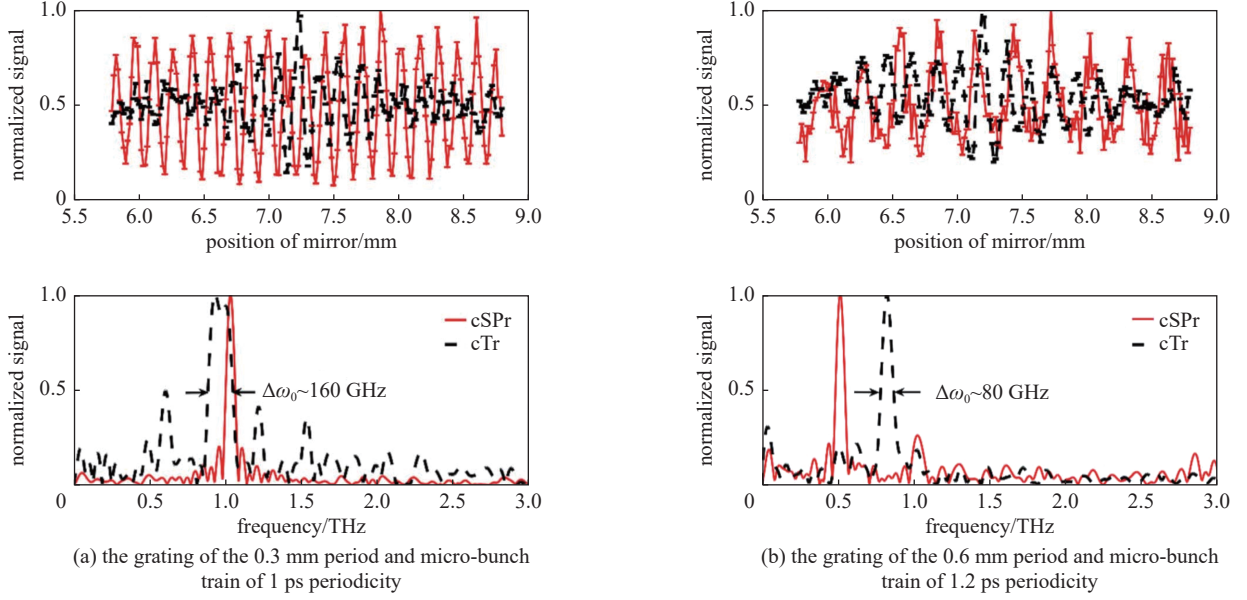 1.0
0.5
0
normalized signal
5.5 6.0 6.5 7.0 7.5 8.0 8.5 9.0
position of mirror/mm
1.0
0.5
0
normalized signal
5.5 6.0 6.5 7.0 7.5 8.0 8.5 9.0
position of mirror/mm
1.0
0.5
normalized signal
cSPr
cTr
Δω₀~160 GHz
0 0.5 1.0 1.5 2.0 2.5 3.0
frequency/THz
(a) the grating of the 0.3 mm period and micro-bunch
train of 1 ps periodicity
1.0
0.5
normalized signal
cSPr
cTr
Δω₀~80 GHz
0 0.5 1.0 1.5 2.0 2.5 3.0
frequency/THz
(b) the grating of the 0.6 mm period and micro-bunch
train of 1.2 ps periodicity